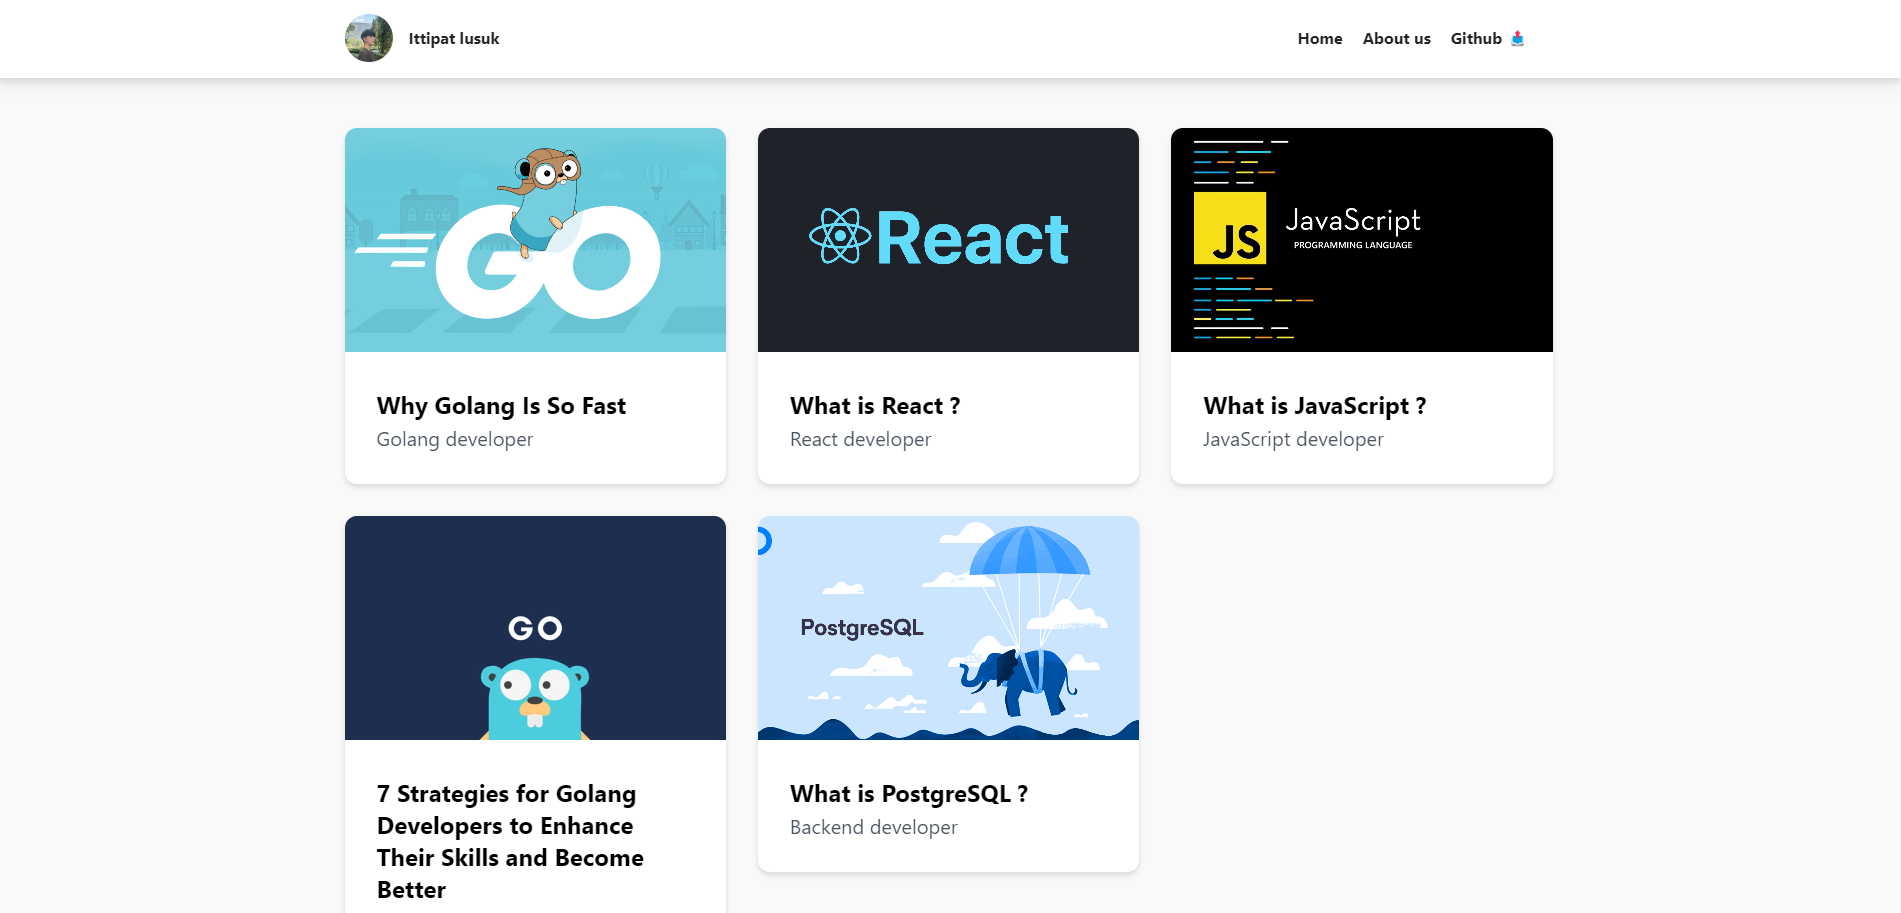 Ittipat lusuk
Home About us Github
GO
React
JS
JavaScript
PROGRAMMING LANGUAGE
Why Golang Is So Fast
Golang developer
What is React ?
React developer
What is JavaScript ?
JavaScript developer
GO
PostgreSQL
7 Strategies for Golang
Developers to Enhance
Their Skills and Become
Better
What is PostgreSQL ?
Backend developer